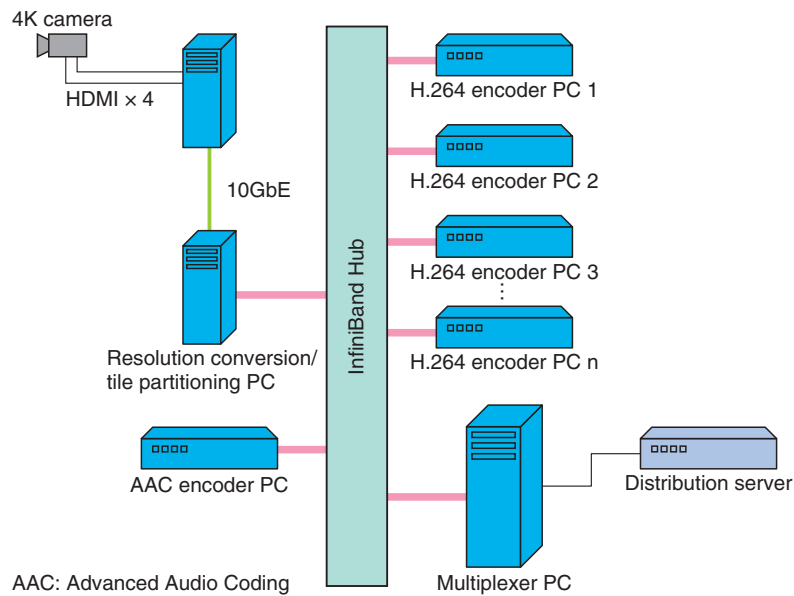 4K camera
HDMI × 4
10GbE
Resolution conversion/
tile partitioning PC
AAC encoder PC
AAC: Advanced Audio Coding
InfiniBand Hub
H.264 encoder PC 1
H.264 encoder PC 2
H.264 encoder PC 3
⋮
H.264 encoder PC n
Multiplexer PC
Distribution server